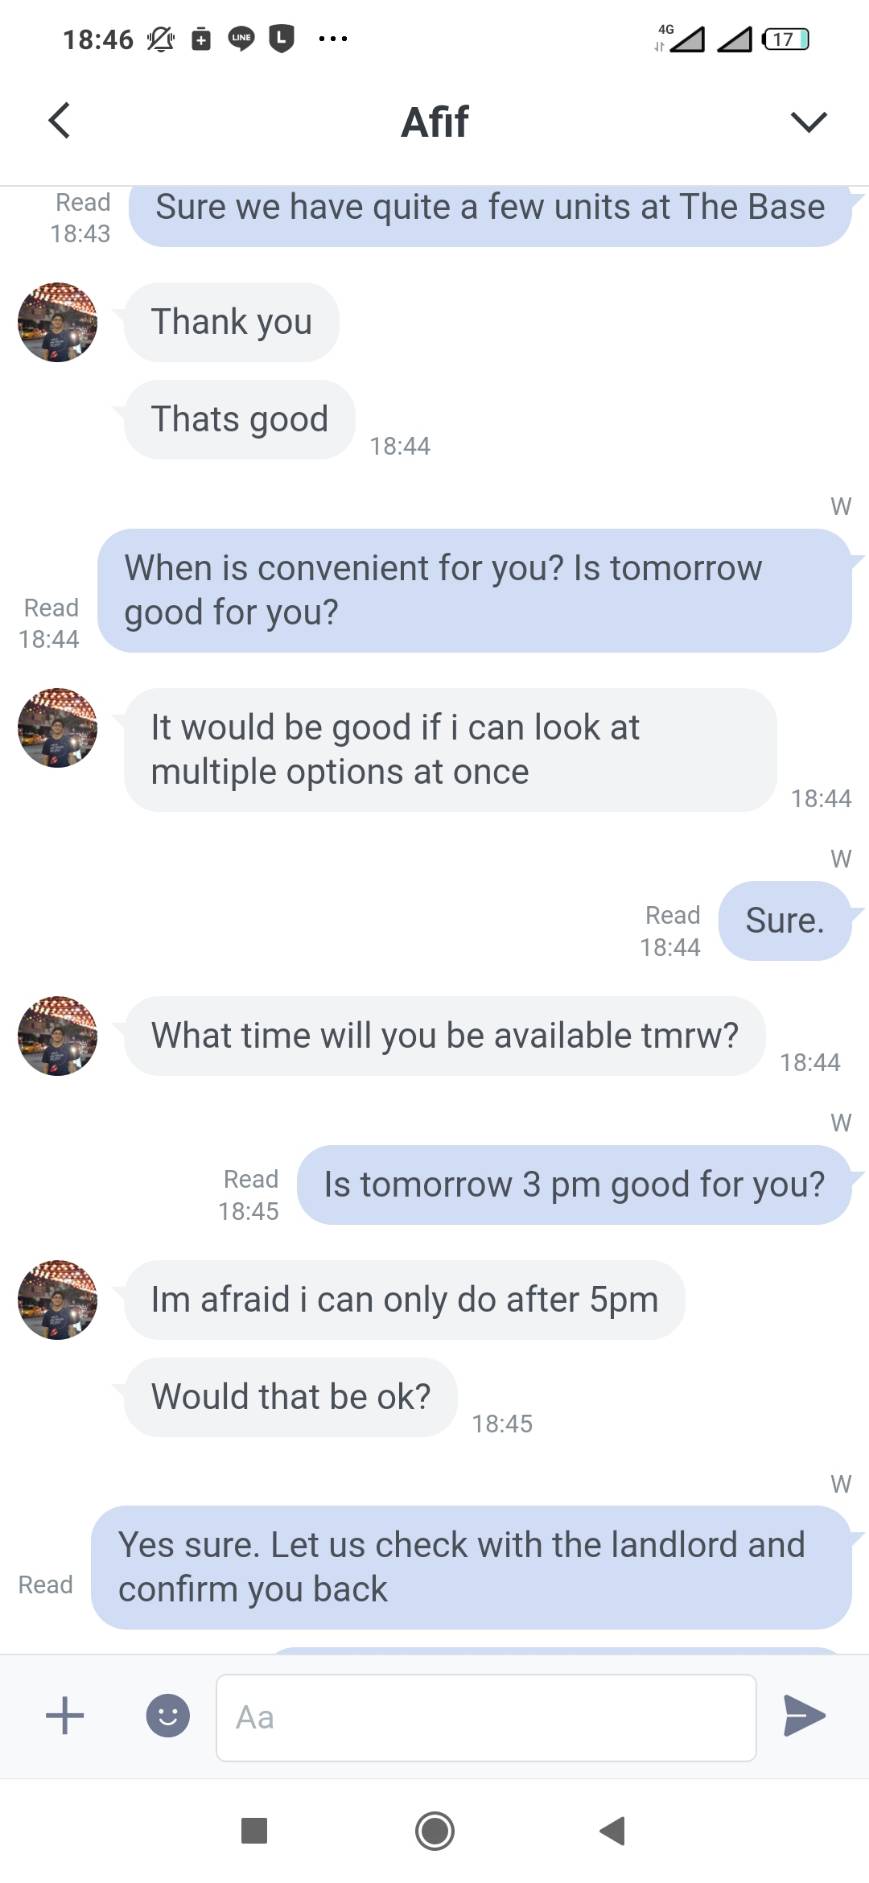 18:46
LINE
L
4G
17
Afif
Read
18:43
Sure we have quite a few units at The Base
Thank you
Thats good
18:44
W
When is convenient for you? Is tomorrow
good for you?
Read
18:44
It would be good if i can look at
multiple options at once
18:44
W
Read
18:44
Sure.
What time will you be available tmrw?
18:44
W
Read
18:45
Is tomorrow 3 pm good for you?
Im afraid i can only do after 5pm
Would that be ok?
18:45
W
Yes sure. Let us check with the landlord and
confirm you back
Read
Aa